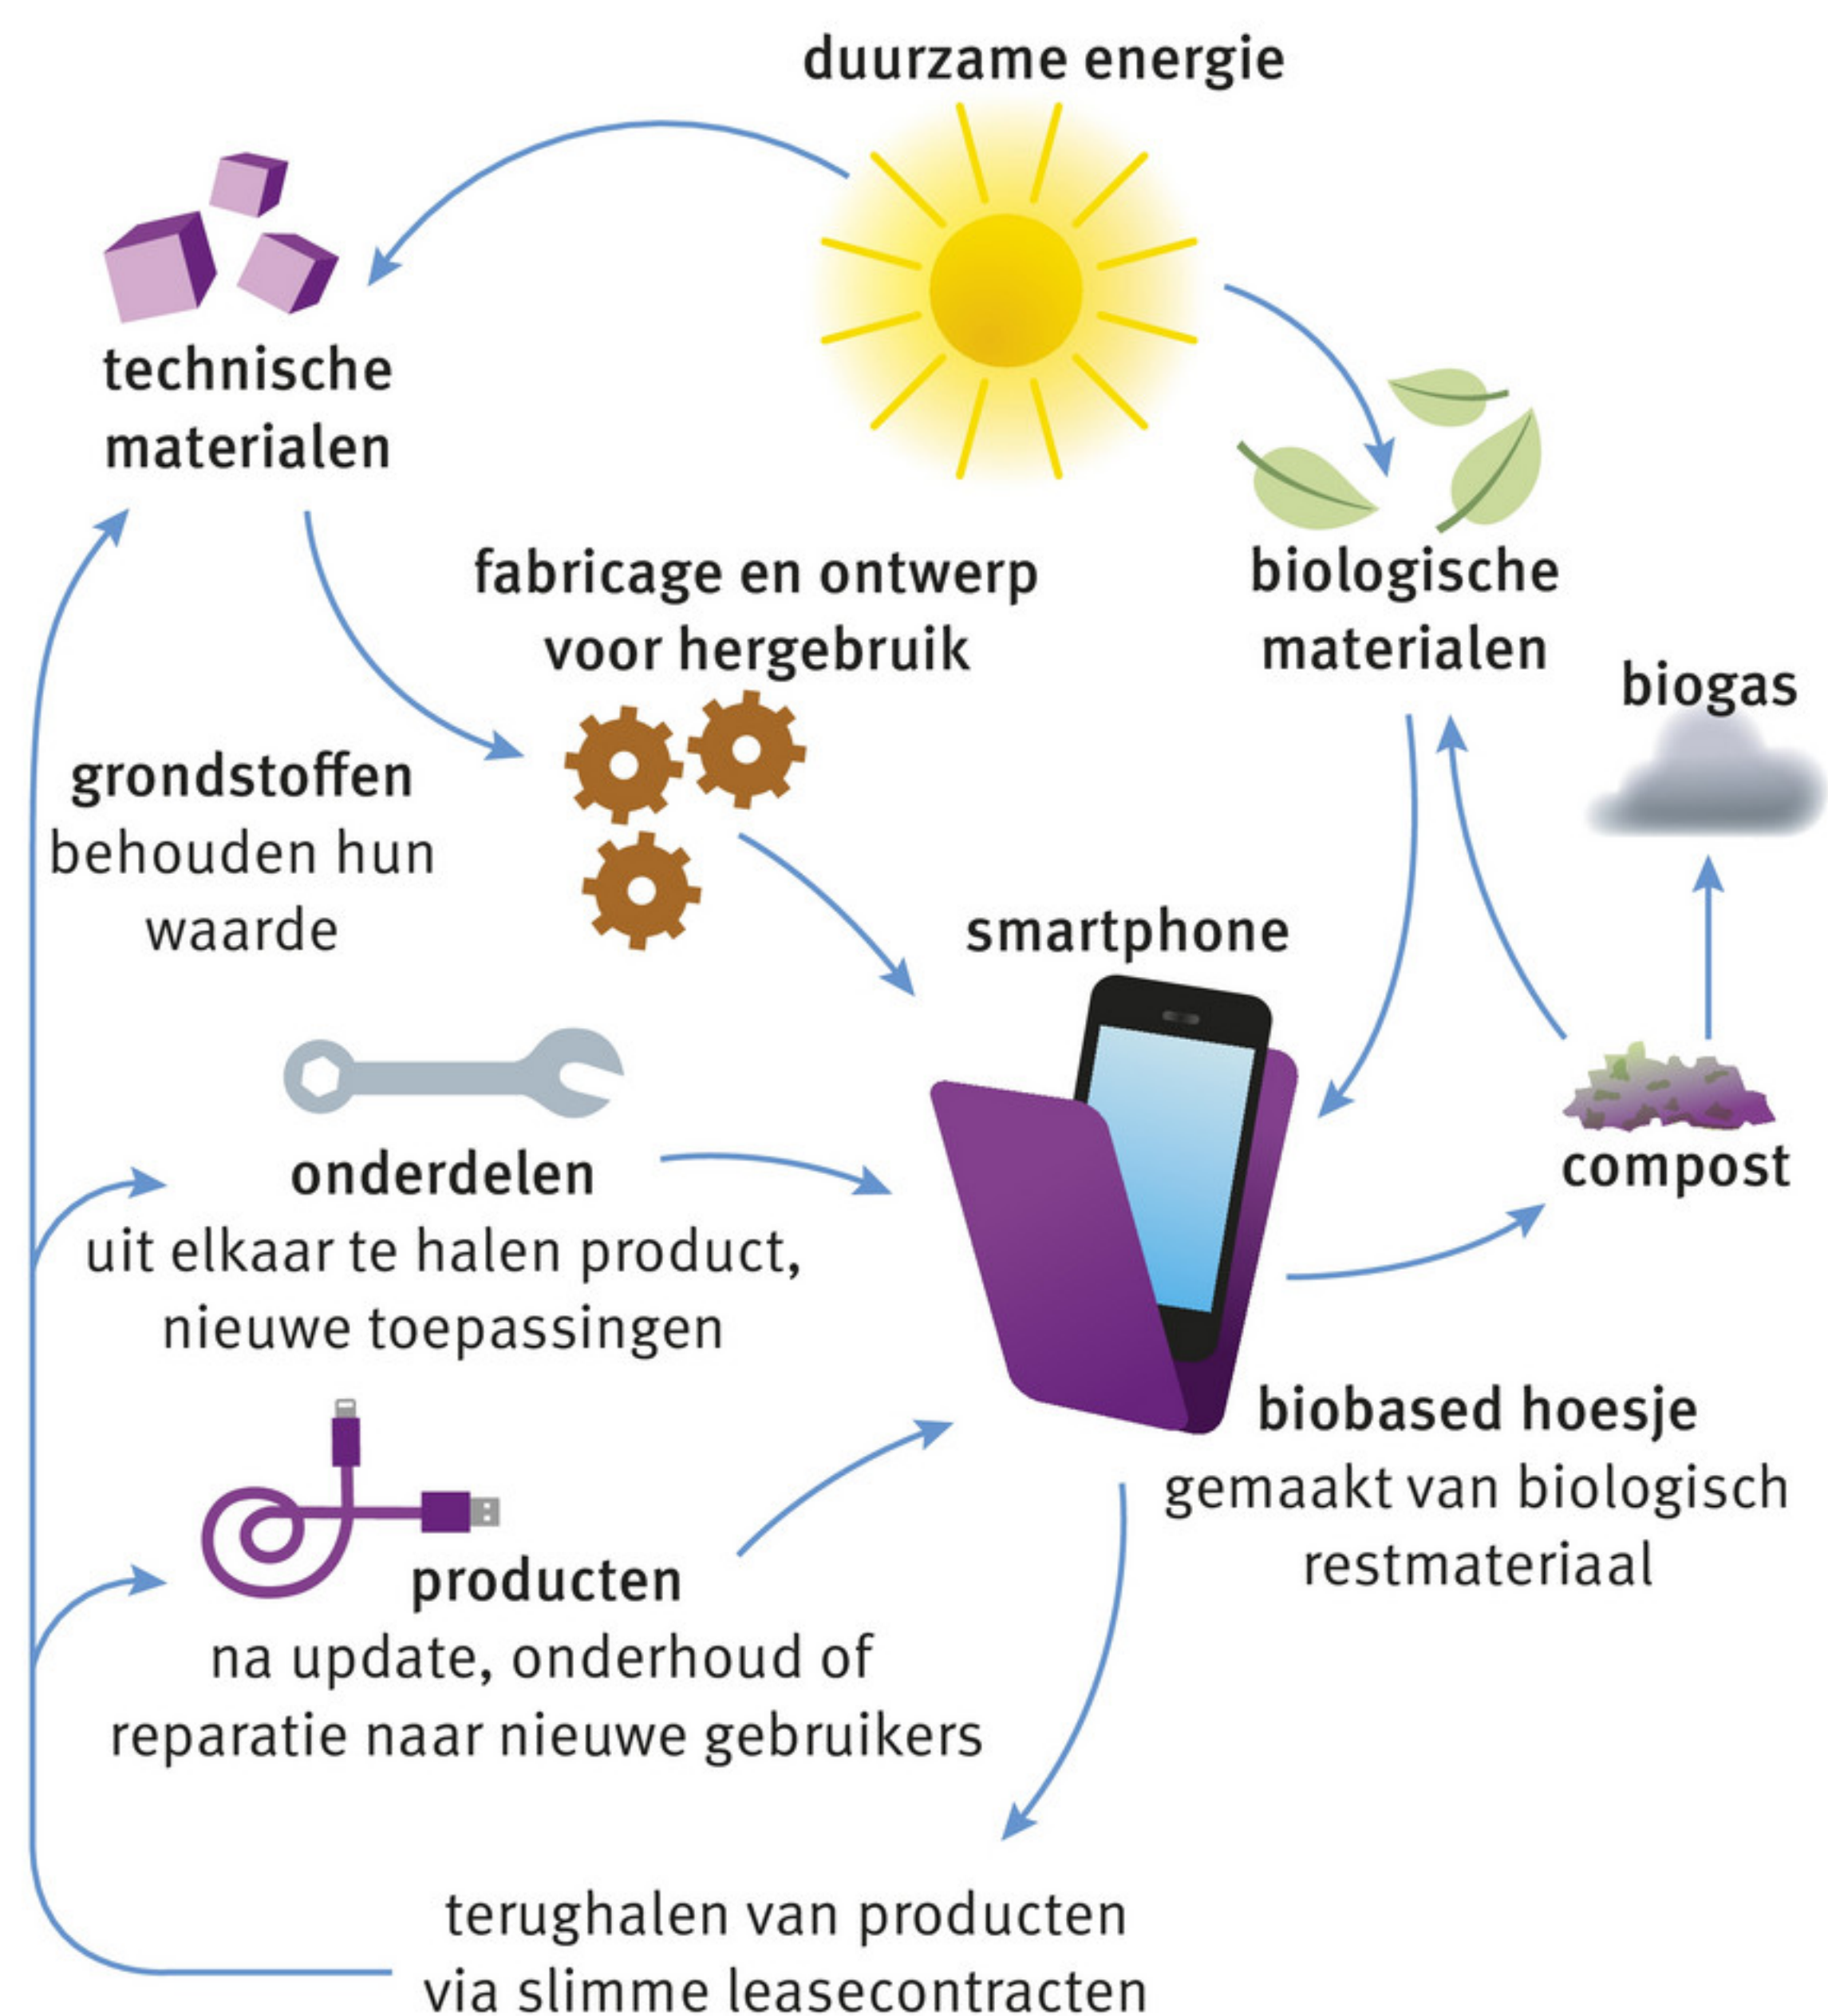 duurzame energie
technische
materialen
fabricage en ontwerp
voor hergebruik
biologische
materialen
biogas
grondstoffen
behouden hun
waarde
smartphone
onderdelen
uit elkaar te halen product,
nieuwe toepassingen
compost
biobased hoesje
gemaakt van biologisch
restmateriaal
producten
na update, onderhoud of
reparatie naar nieuwe gebruikers
terughalen van producten
via slimme leasecontracten